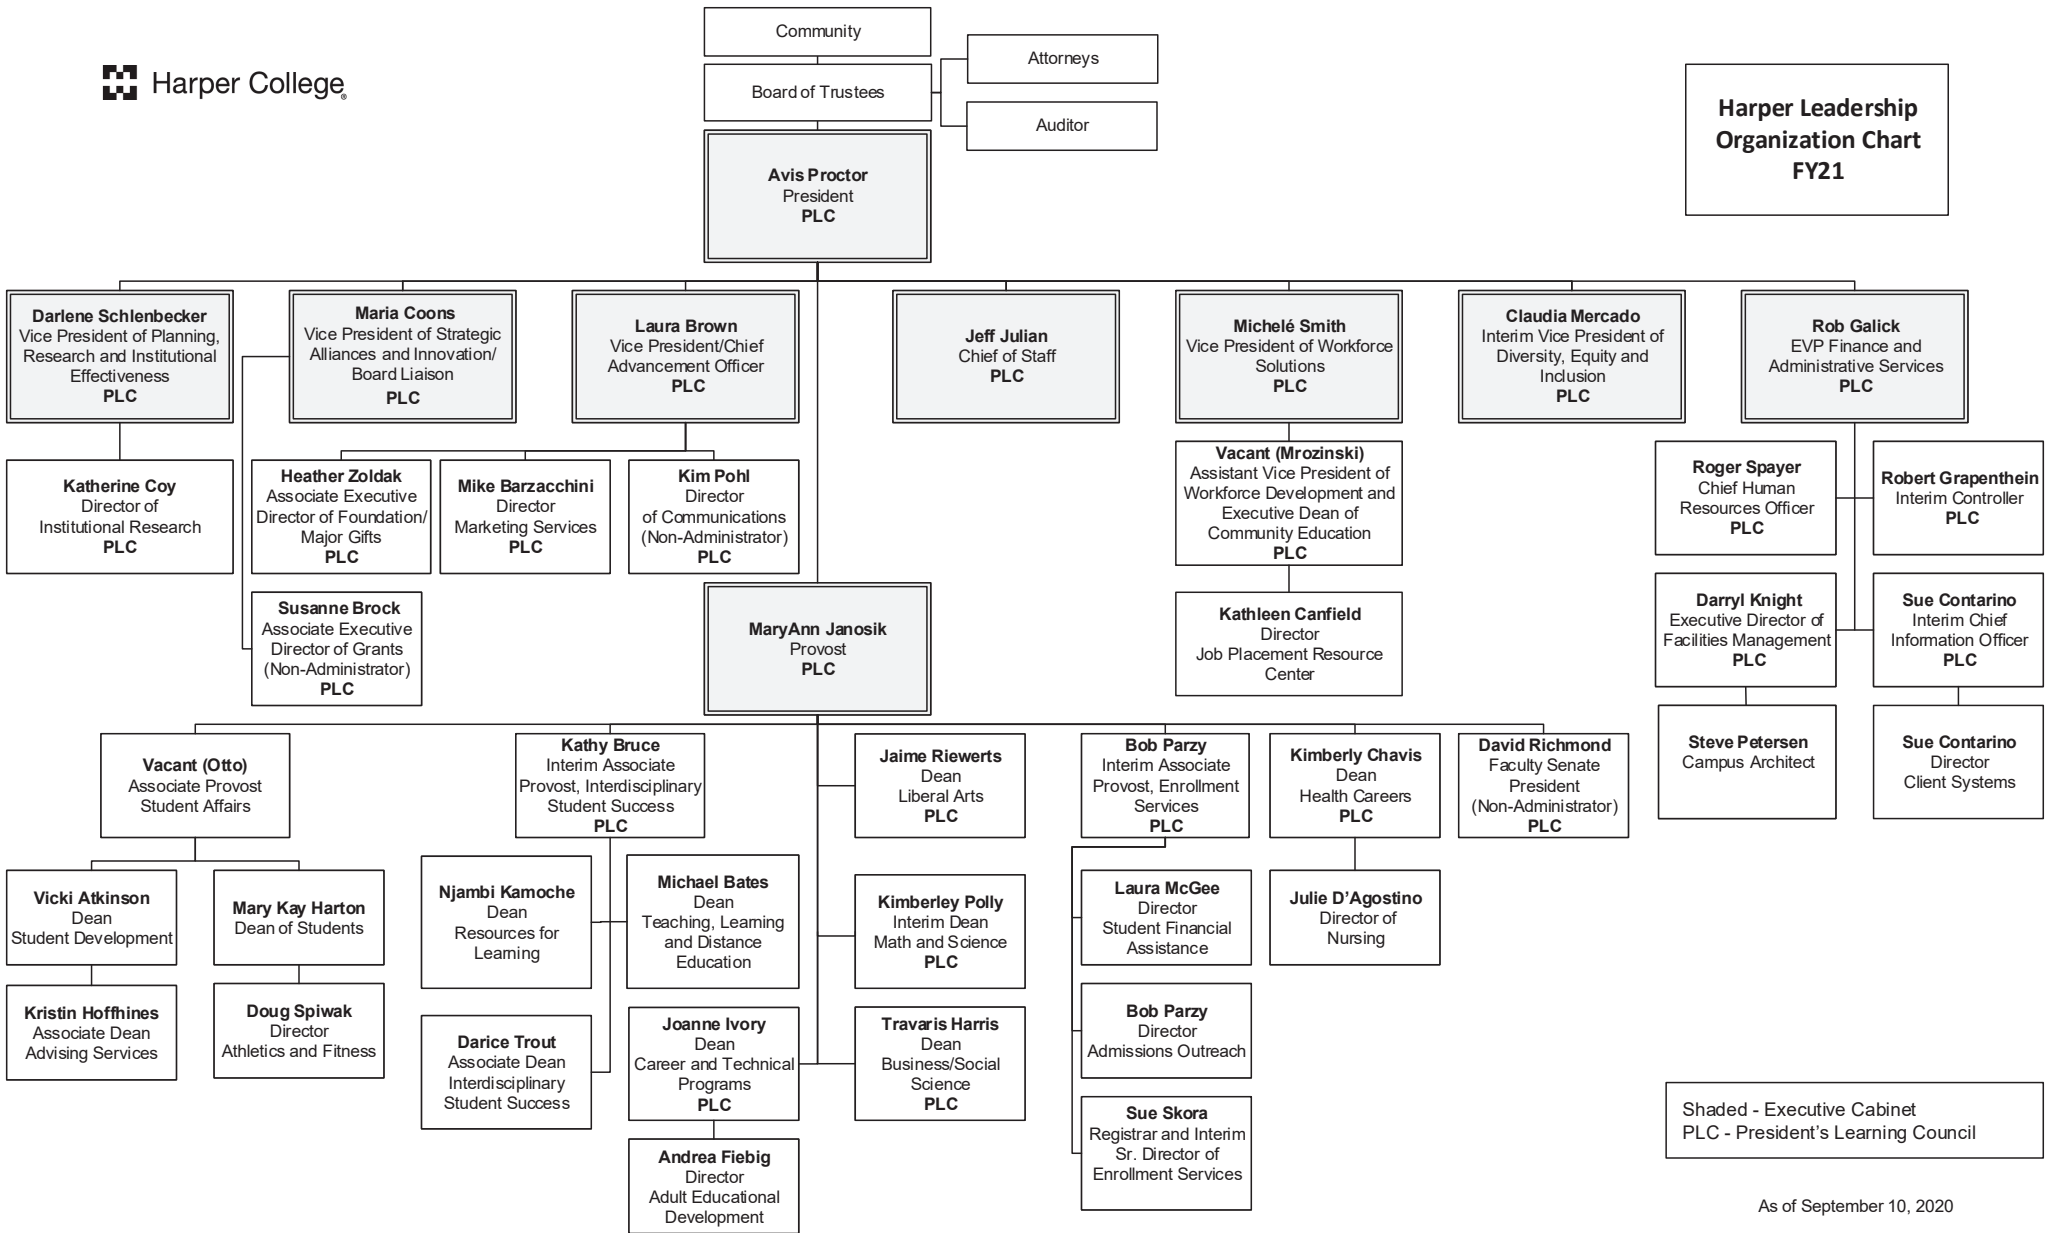 Community
Board of Trustees
Attorneys
Auditor
Harper College®
Harper Leadership
Organization Chart
FY21
Avis Proctor
President
PLC
Darlene Schlenbecker
Vice President of Planning,
Research and Institutional
Effectiveness
PLC
Maria Coons
Vice President of Strategic
Alliances and Innovation/
Board Liaison
PLC
Laura Brown
Vice President/Chief
Advancement Officer
PLC
Jeff Julian
Chief of Staff
PLC
Michelé Smith
Vice President of Workforce
Solutions
PLC
Claudia Mercado
Interim Vice President of
Diversity, Equity and
Inclusion
PLC
Rob Galick
EVP Finance and
Administrative Services
PLC
Katherine Coy
Director of
Institutional Research
PLC
Heather Zoldak
Associate Executive
Director of Foundation/
Major Gifts
PLC
Mike Barzacchini
Director
Marketing Services
PLC
Kim Pohl
Director
of Communications
(Non-Administrator)
PLC
Vacant (Mrozinski)
Assistant Vice President of
Workforce Development and
Executive Dean of
Community Education
PLC
Roger Spayer
Chief Human
Resources Officer
PLC
Robert Grapenthein
Interim Controller
PLC
Susanne Brock
Associate Executive
Director of Grants
(Non-Administrator)
PLC
MaryAnn Janosik
Provost
PLC
Kathleen Canfield
Director
Job Placement Resource
Center
Darryl Knight
Executive Director of
Facilities Management
PLC
Sue Contarino
Interim Chief
Information Officer
PLC
Steve Petersen
Campus Architect
Sue Contarino
Director
Client Systems
Vacant (Otto)
Associate Provost
Student Affairs
Kathy Bruce
Interim Associate
Provost, Interdisciplinary
Student Success
PLC
Jaime Riewerts
Dean
Liberal Arts
PLC
Bob Parzy
Interim Associate
Provost, Enrollment
Services
PLC
Kimberly Chavis
Dean
Health Careers
PLC
David Richmond
Faculty Senate
President
(Non-Administrator)
PLC
Vicki Atkinson
Dean
Student Development
Mary Kay Harton
Dean of Students
Njambi Kamoche
Dean
Resources for
Learning
Michael Bates
Dean
Teaching, Learning
and Distance
Education
Kimberley Polly
Interim Dean
Math and Science
PLC
Laura McGee
Director
Student Financial
Assistance
Julie D’Agostino
Director of
Nursing
Kristin Hoffhines
Associate Dean
Advising Services
Doug Spiwak
Director
Athletics and Fitness
Darice Trout
Associate Dean
Interdisciplinary
Student Success
Joanne Ivory
Dean
Career and Technical
Programs
PLC
Travaris Harris
Dean
Business/Social
Science
PLC
Bob Parzy
Director
Admissions Outreach
Andrea Fiebig
Director
Adult Educational
Development
Sue Skora
Registrar and Interim
Sr. Director of
Enrollment Services
Shaded - Executive Cabinet
PLC - President’s Learning Council
As of September 10, 2020